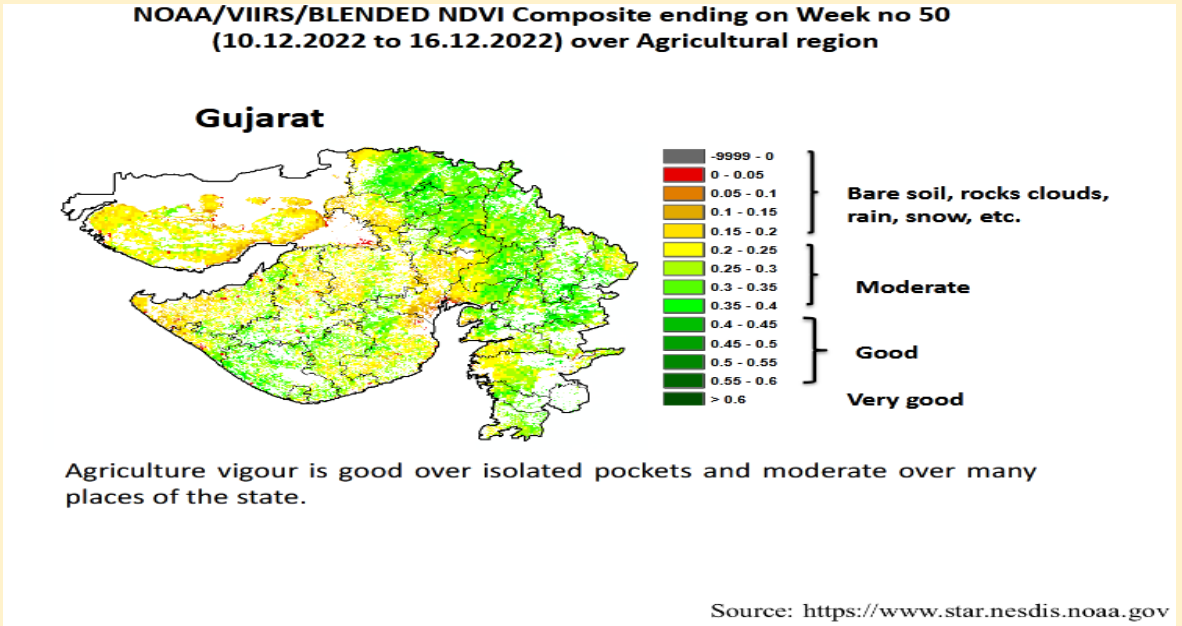 NOAA/VIIRS/BLENDED NDVI Composite ending on Week no 50
(10.12.2022 to 16.12.2022) over Agricultural region
Gujarat
-9999 - 0
0 - 0.05
0.05 - 0.1
0.1 - 0.15
0.15 - 0.2
0.2 - 0.25
0.25 - 0.3
0.3 - 0.35
0.35 - 0.4
0.4 - 0.45
0.45 - 0.5
0.5 - 0.55
0.55 - 0.6
> 0.6
Bare soil, rocks clouds,
rain, snow, etc.
Moderate
Good
Very good
Agriculture vigour is good over isolated pockets and moderate over many
places of the state.
Source: https://www.star.nesdis.noaa.gov